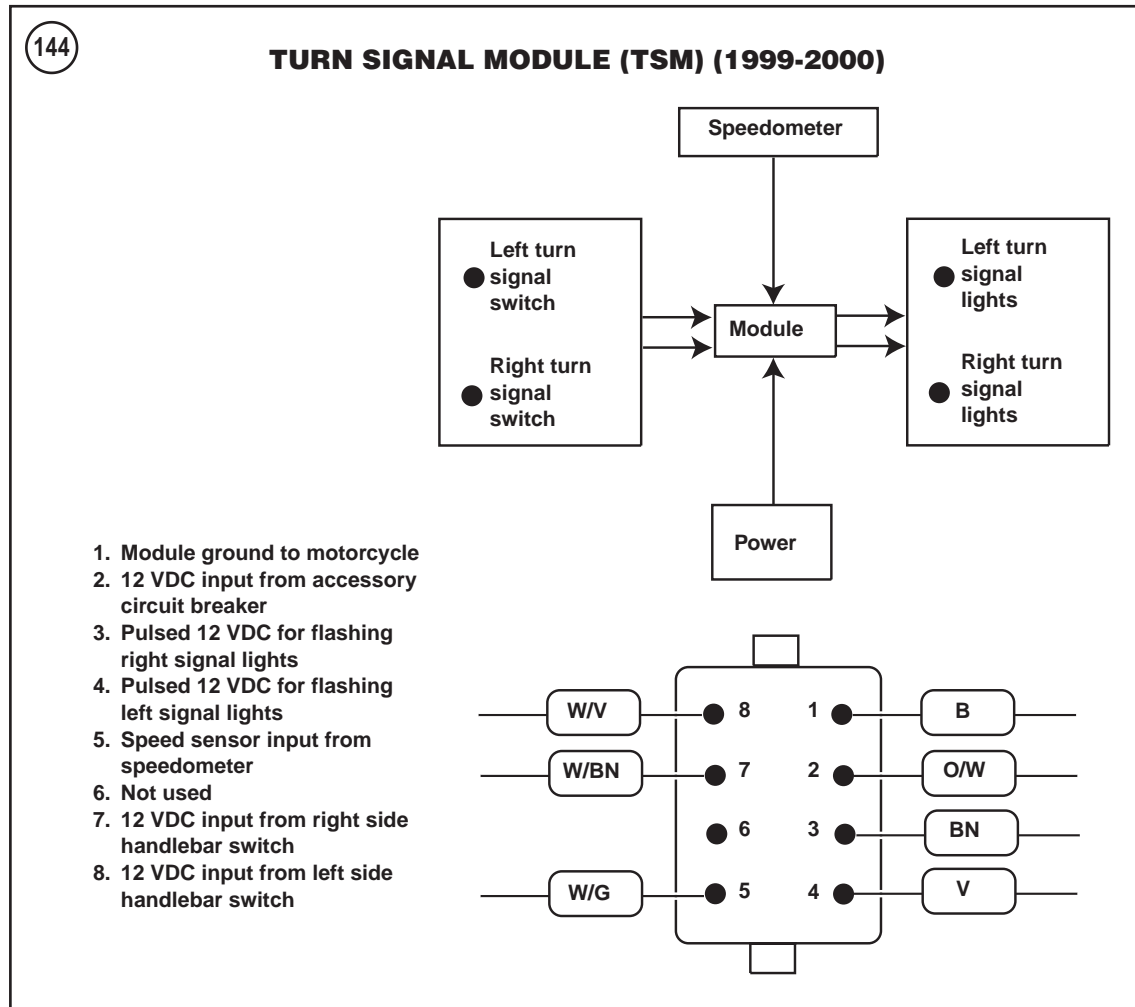 144
TURN SIGNAL MODULE (TSM) (1999-2000)
Speedometer
Left turn
signal
switch
Right turn
signal
switch
Module
Left turn
signal
lights
Right turn
signal
lights
Power
1. Module ground to motorcycle
2. 12 VDC input from accessory
circuit breaker
3. Pulsed 12 VDC for flashing
right signal lights
4. Pulsed 12 VDC for flashing
left signal lights
5. Speed sensor input from
speedometer
6. Not used
7. 12 VDC input from right side
handlebar switch
8. 12 VDC input from left side
handlebar switch
W/V 8 1 B
W/BN 7 2 O/W
6 3 BN
W/G 5 4 V